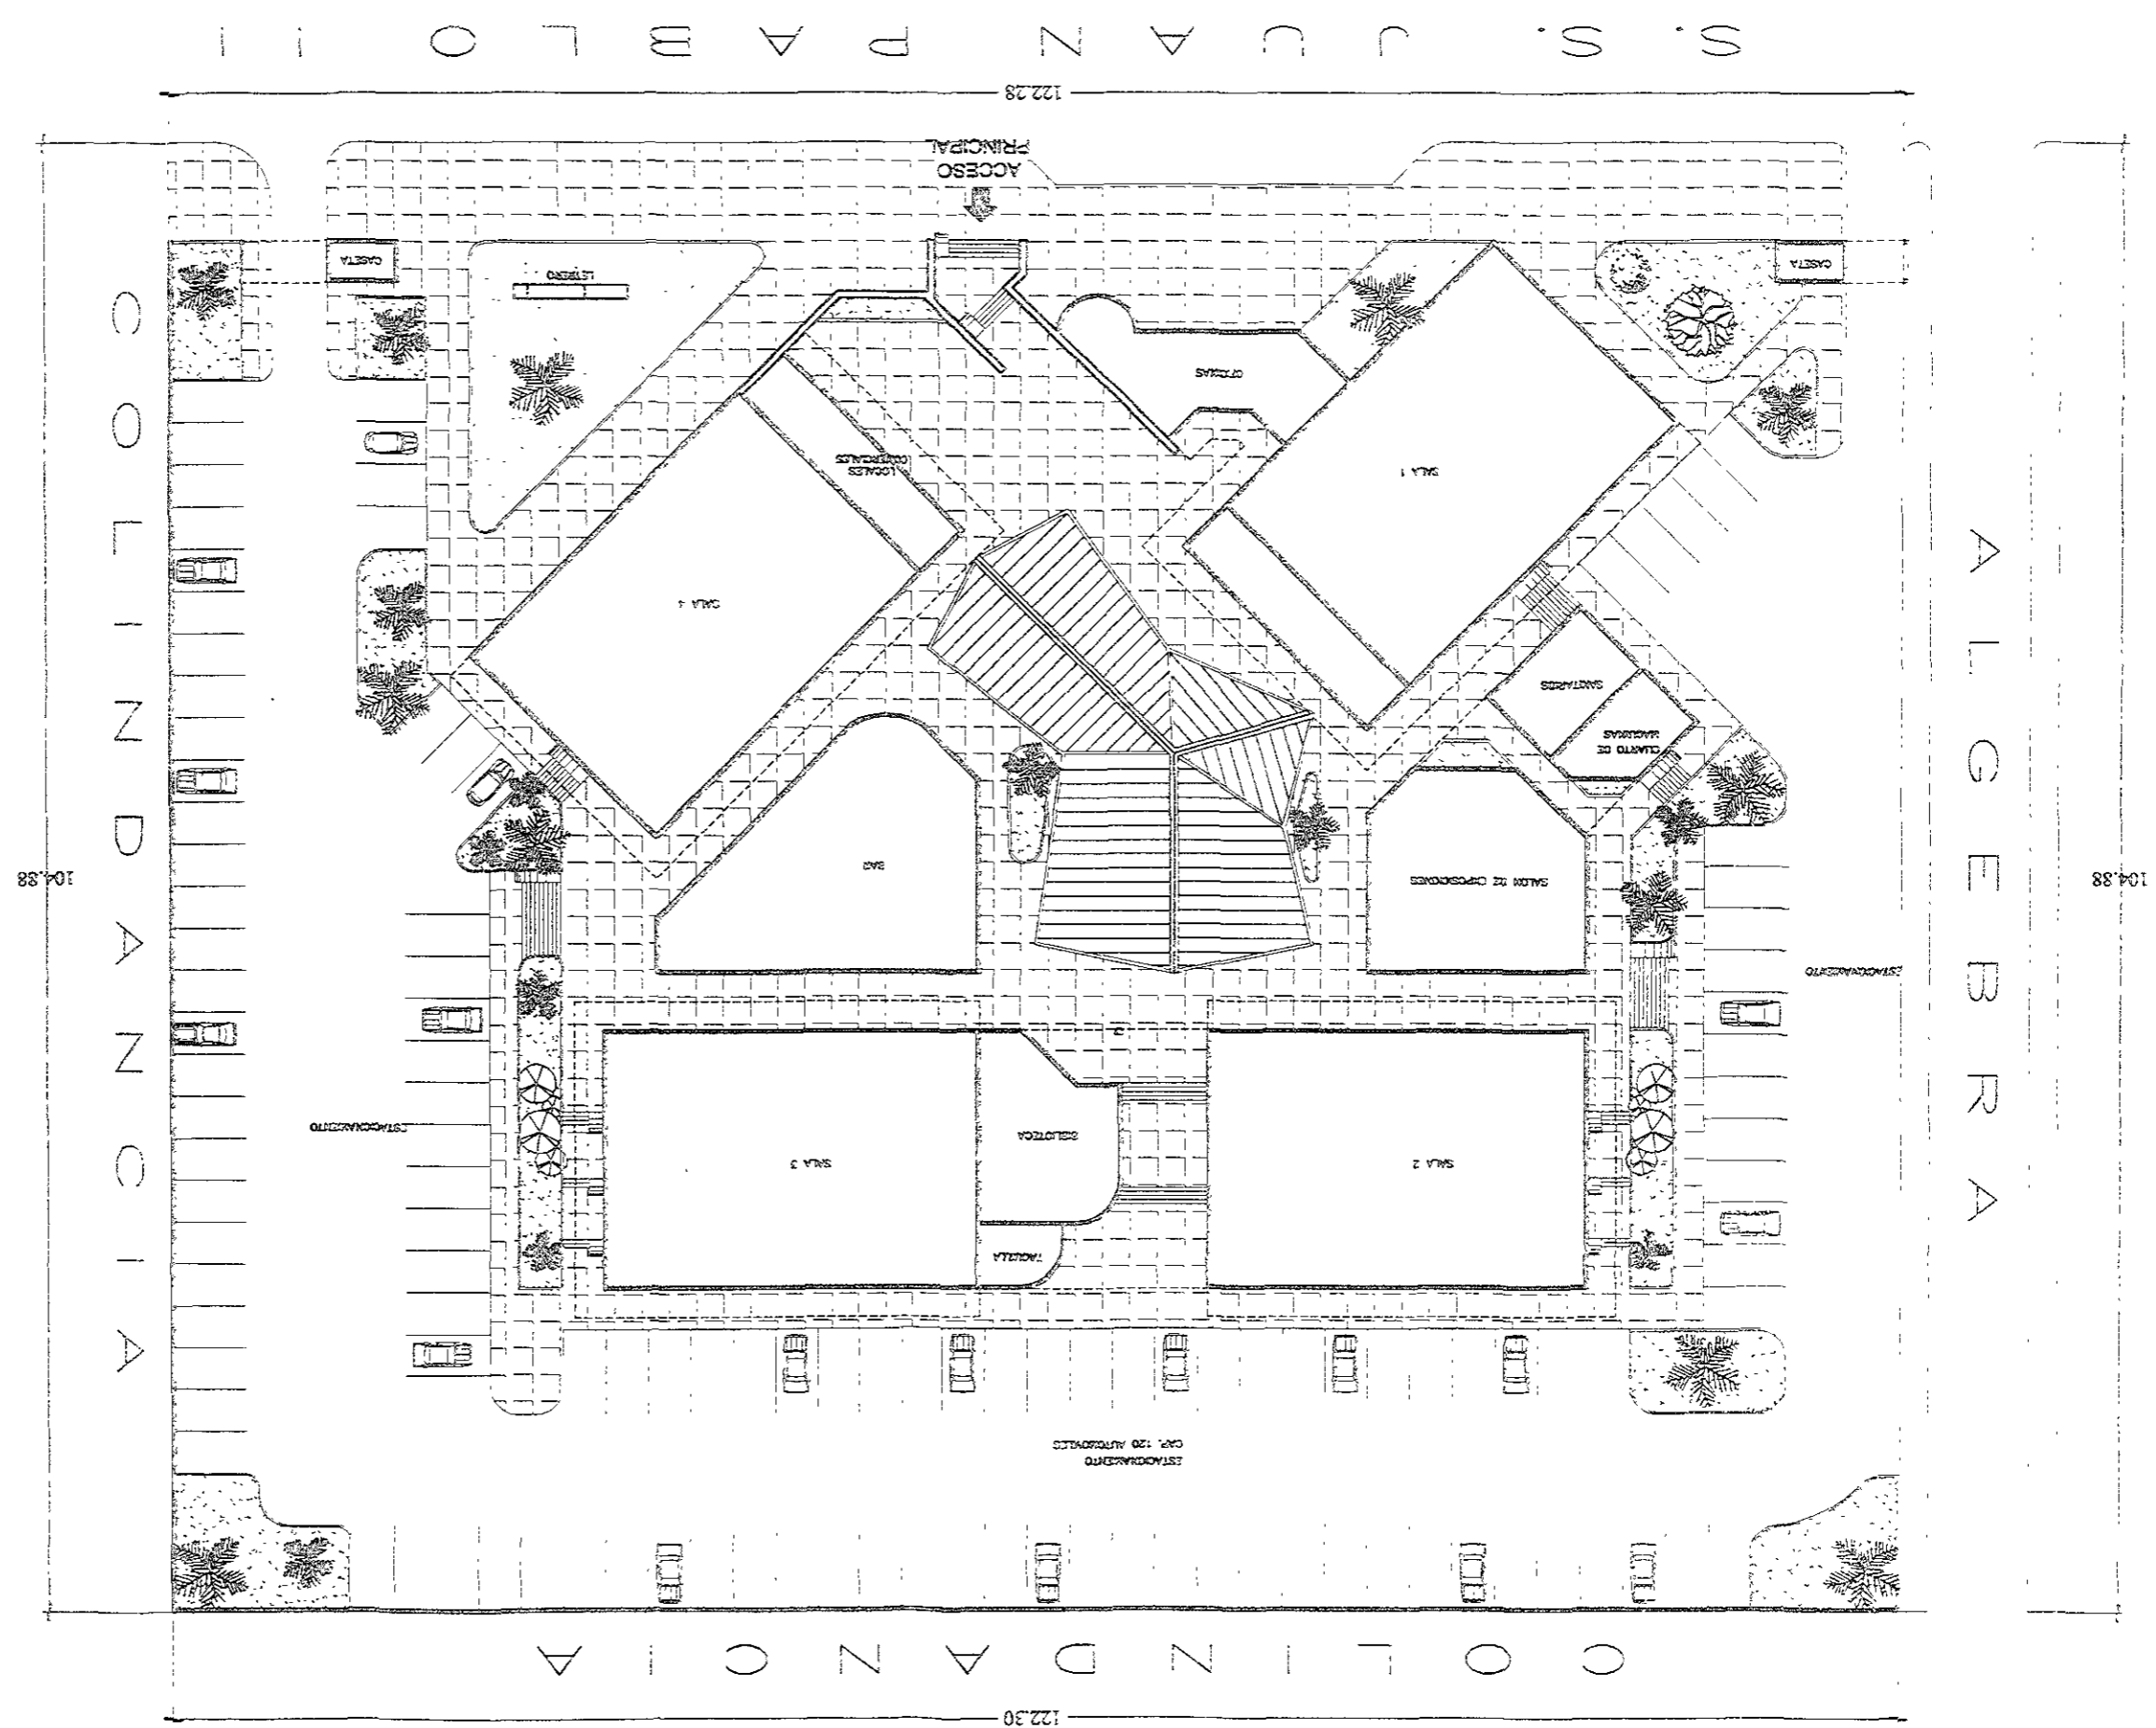 COLINDANCIA
122.30
ESTACIONAMIENTO
CAP. 120 AUTOMOVILES
SALA 2
TAQUILLA
SALA 3
BIBLIOTECA
ESTACIONAMIENTO
ESTACIONAMIENTO
SALON DE EXPOSICIONES
BAR
104.88
104.88
CUARTO DE
MAQUINAS
SANITARIOS
SALA 4
SALA 1
LOCALES
COMERCIALES
OFICINAS
LETRERO
CASETA
CASETA
ACCESO
PRINCIPAL
122.28
S.S. JUAN PABLO II
ALGEBRA
COLINDANCIA